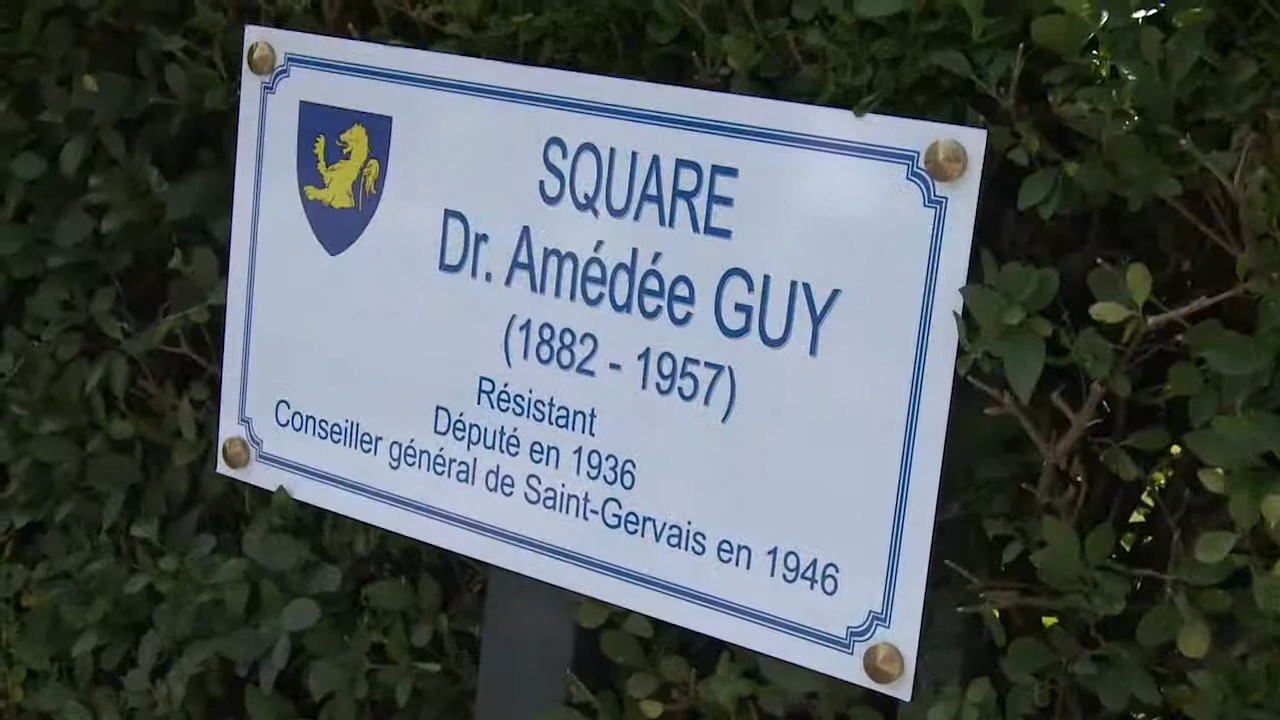 SQUARE
Dr. Amédée GUY
(1882 - 1957)
Résistant
Député en 1936
Conseiller général de Saint-Gervais en 1946